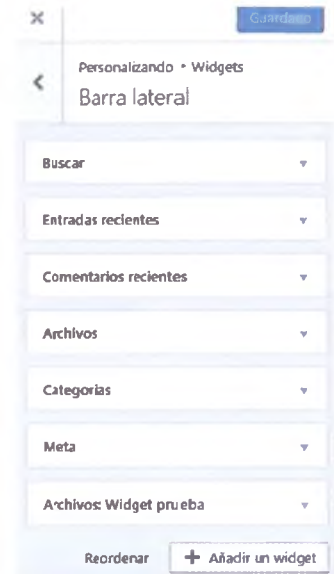 Guardado
Personalizando • Widgets
Barra lateral
Buscar
Entradas recientes
Comentarios recientes
Archivos
Categorias
Meta
Archivos: Widget prueba
Reordenar + Añadir un widget